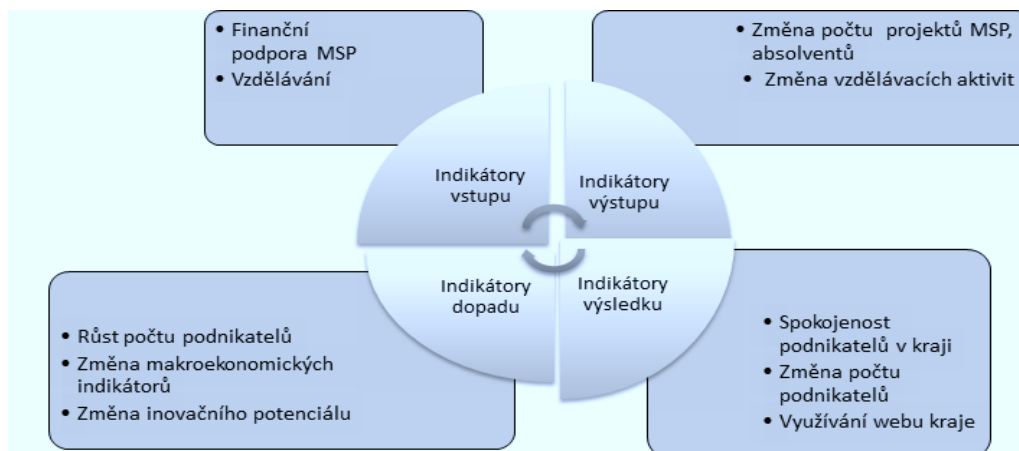 • Finanční
podpora MSP
• Vzdělávání
• Změna počtu projektů MSP,
absolventů
• Změna vzdělávacích aktivit
Indikátory
vstupu
Indikátory
výstupu
Indikátory
dopadu
Indikátory
výsledku
• Růst počtu podnikatelů
• Změna makroekonomických
indikátorů
• Změna inovačního potenciálu
• Spokojenost
podnikatelů v kraji
• Změna počtu
podnikatelů
• Využívání webu kraje